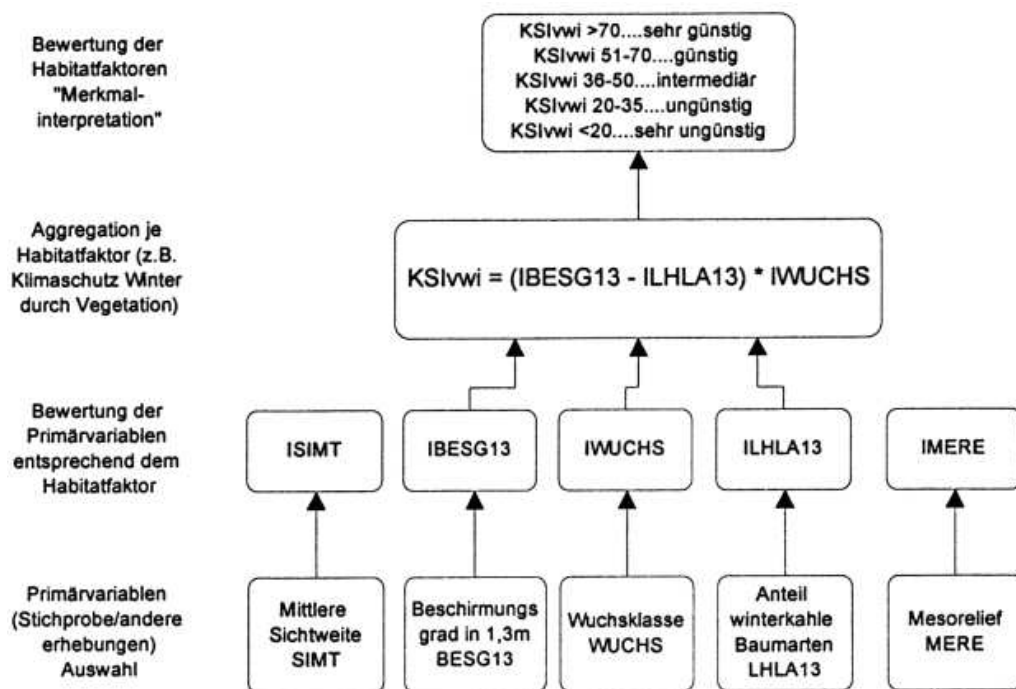 Bewertung der
Habitatfaktoren
"Merkmal-
interpretation"
KSIvwi >70....sehr günstig
KSIvwi 51-70....günstig
KSIvwi 36-50....intermediär
KSIvwi 20-35....ungünstig
KSIvwi <20....sehr ungünstig
Aggregation je
Habitatfaktor (z.B.
Klimaschutz Winter
durch Vegetation)
KSIvwi = (IBESG13 - ILHLA13) * IWUCHS
Bewertung der
Primärvariablen
entsprechend dem
Habitatfaktor
ISIMT
IBESG13
IWUCHS
ILHLA13
IMERE
Primärvariablen
(Stichprobe/andere
erhebungen)
Auswahl
Mittlere
Sichtweite
SIMT
Beschirmungs
grad in 1,3m
BESG13
Wuchsklasse
WUCHS
Anteil
winterkahle
Baumarten
LHLA13
Mesorelief
MERE